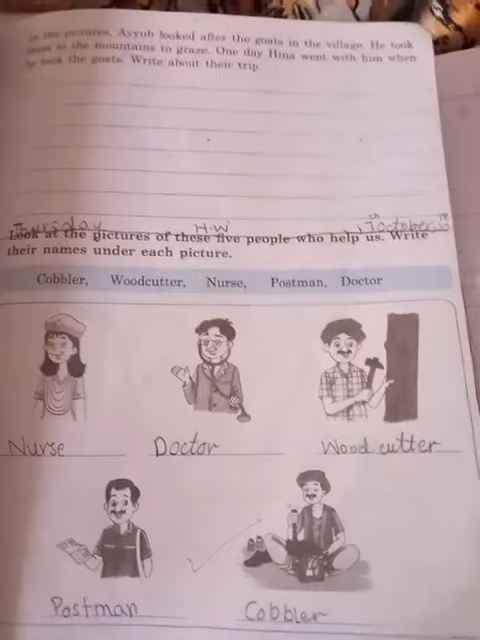 In the pictures, Ayyub looked after the goats in the village. He took
them to the mountains to graze. One day Hina went with him when
he took the goats. Write about their trip.
Thursday H.W october
Look at the pictures of these five people who help us. Write
their names under each picture.
Cobbler, Woodcutter, Nurse, Postman, Doctor
Nurse Doctor Wood cutter
Postman Cobbler